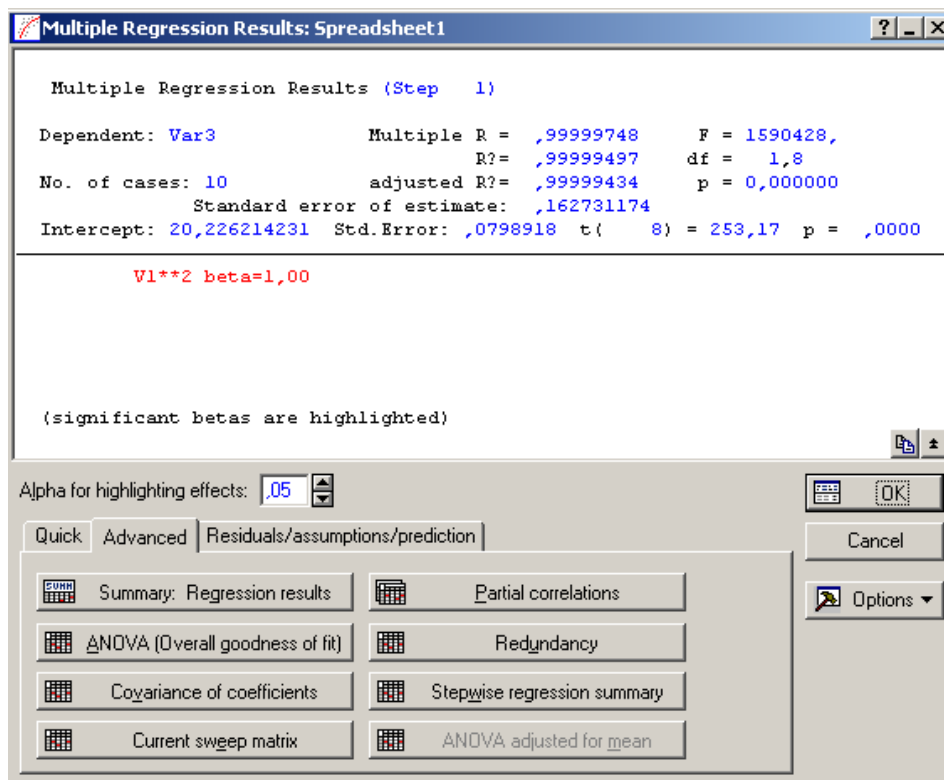 Multiple Regression Results: Spreadsheet1
Multiple Regression Results (Step 1)
Dependent: Var3 Multiple R = ,99999748 F = 1590428,
R?= ,99999497 df = 1,8
No. of cases: 10 adjusted R?= ,99999434 p = 0,000000
Standard error of estimate: ,162731174
Intercept: 20,226214231 Std.Error: ,0798918 t( 8) = 253,17 p = ,0000
V1**2 beta=1,00
(significant betas are highlighted)
Alpha for highlighting effects: ,05
OK
Quick Advanced Residuals/assumptions/prediction
Cancel
Summary: Regression results Partial correlations
Options
ANOVA (Overall goodness of fit) Redundancy
Covariance of coefficients Stepwise regression summary
Current sweep matrix ANOVA adjusted for mean